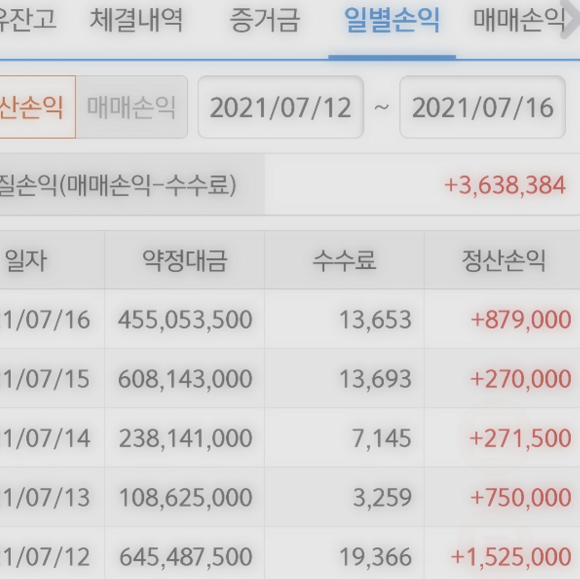 유잔고 체결내역 증거금 일별손익 매매손익
산손익 매매손익 2021/07/12 ~ 2021/07/16
질손익(매매손익-수수료) +3,638,384
일자 약정대금 수수료 정산손익
1/07/16 455,053,500 13,653 +879,000
1/07/15 608,143,000 13,693 +270,000
1/07/14 238,141,000 7,145 +271,500
1/07/13 108,625,000 3,259 +750,000
1/07/12 645,487,500 19,366 +1,525,000